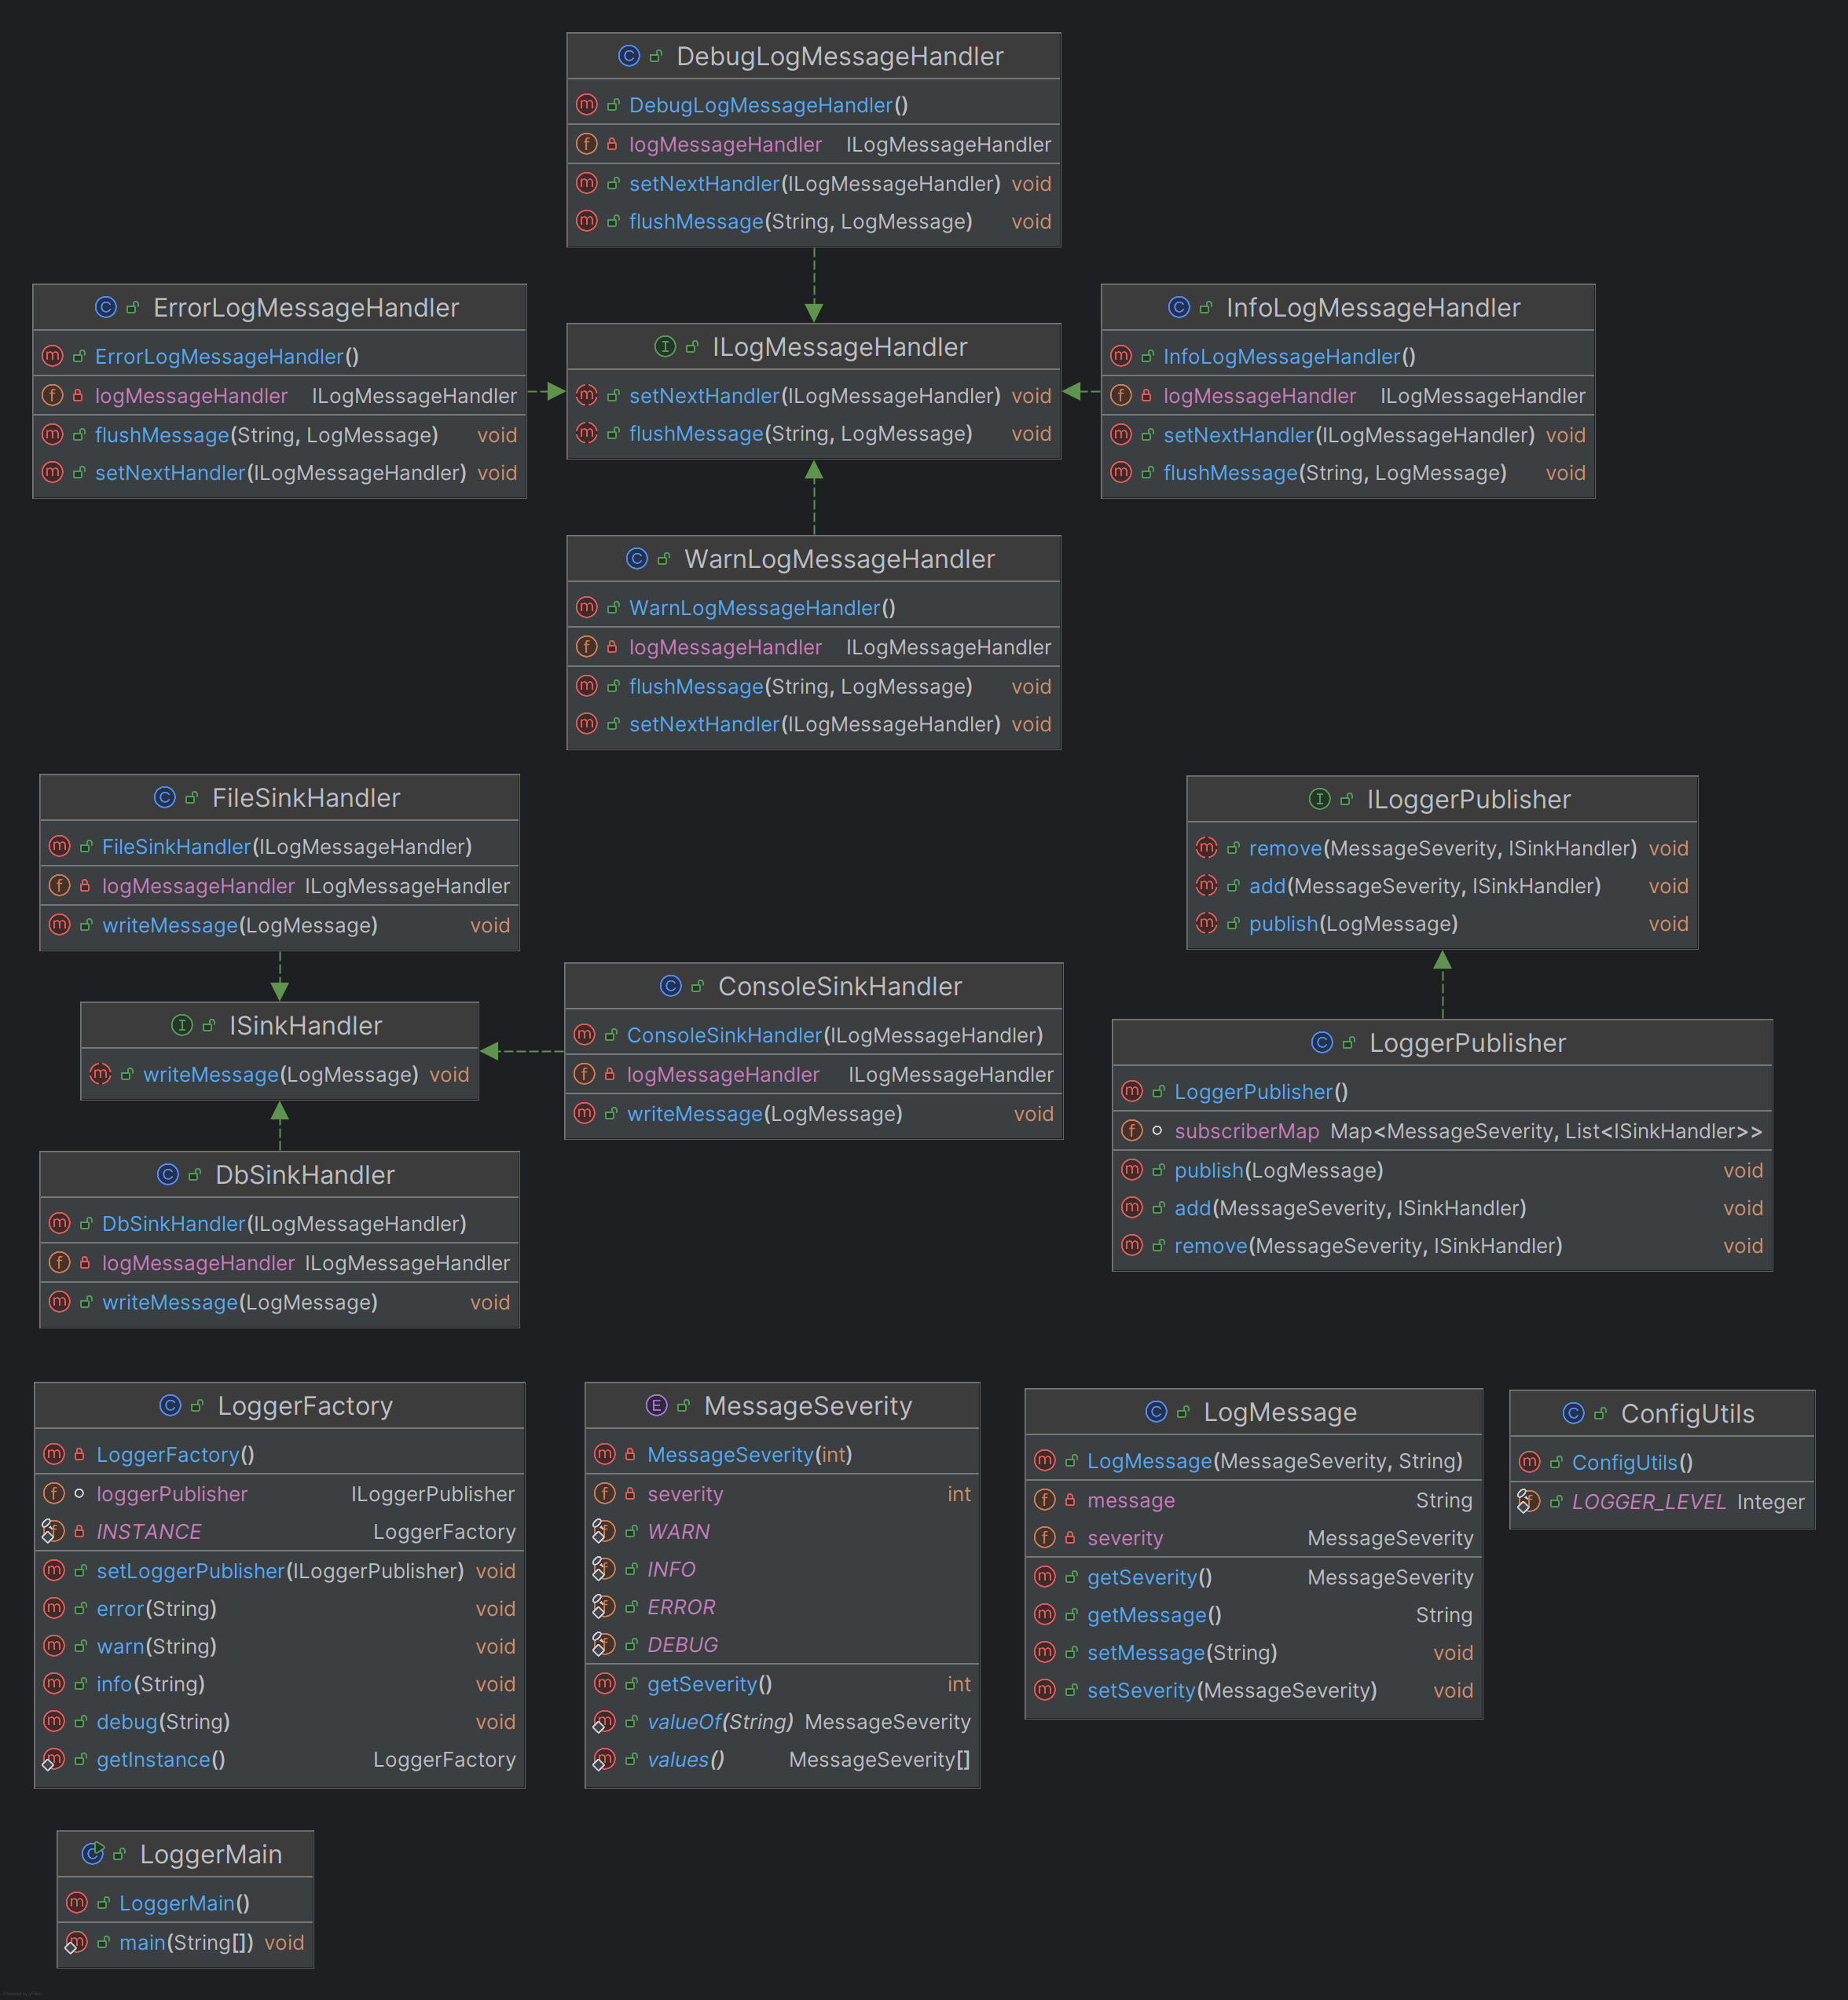 DebugLogMessageHandler
DebugLogMessageHandler()
logMessageHandler ILogMessageHandler
setNextHandler(ILogMessageHandler) void
flushMessage(String, LogMessage) void
ErrorLogMessageHandler
ErrorLogMessageHandler()
logMessageHandler ILogMessageHandler
flushMessage(String, LogMessage) void
setNextHandler(ILogMessageHandler) void
ILogMessageHandler
setNextHandler(ILogMessageHandler) void
flushMessage(String, LogMessage) void
InfoLogMessageHandler
InfoLogMessageHandler()
logMessageHandler ILogMessageHandler
setNextHandler(ILogMessageHandler) void
flushMessage(String, LogMessage) void
WarnLogMessageHandler
WarnLogMessageHandler()
logMessageHandler ILogMessageHandler
flushMessage(String, LogMessage) void
setNextHandler(ILogMessageHandler) void
FileSinkHandler
FileSinkHandler(ILogMessageHandler)
logMessageHandler ILogMessageHandler
writeMessage(LogMessage) void
ISinkHandler
writeMessage(LogMessage) void
ConsoleSinkHandler
ConsoleSinkHandler(ILogMessageHandler)
logMessageHandler ILogMessageHandler
writeMessage(LogMessage) void
DbSinkHandler
DbSinkHandler(ILogMessageHandler)
logMessageHandler ILogMessageHandler
writeMessage(LogMessage) void
ILoggerPublisher
remove(MessageSeverity, ISinkHandler) void
add(MessageSeverity, ISinkHandler) void
publish(LogMessage) void
LoggerPublisher
LoggerPublisher()
subscriberMap Map<MessageSeverity, List<ISinkHandler>>
publish(LogMessage) void
add(MessageSeverity, ISinkHandler) void
remove(MessageSeverity, ISinkHandler) void
LoggerFactory
LoggerFactory()
loggerPublisher ILoggerPublisher
INSTANCE LoggerFactory
setLoggerPublisher(ILoggerPublisher) void
error(String) void
warn(String) void
info(String) void
debug(String) void
getInstance() LoggerFactory
MessageSeverity
MessageSeverity(int)
severity int
WARN
INFO
ERROR
DEBUG
getSeverity() int
valueOf(String) MessageSeverity
values() MessageSeverity[]
LogMessage
LogMessage(MessageSeverity, String)
message String
severity MessageSeverity
getSeverity() MessageSeverity
getMessage() String
setMessage(String) void
setSeverity(MessageSeverity) void
ConfigUtils
ConfigUtils()
LOGGER_LEVEL Integer
LoggerMain
LoggerMain()
main(String[]) void